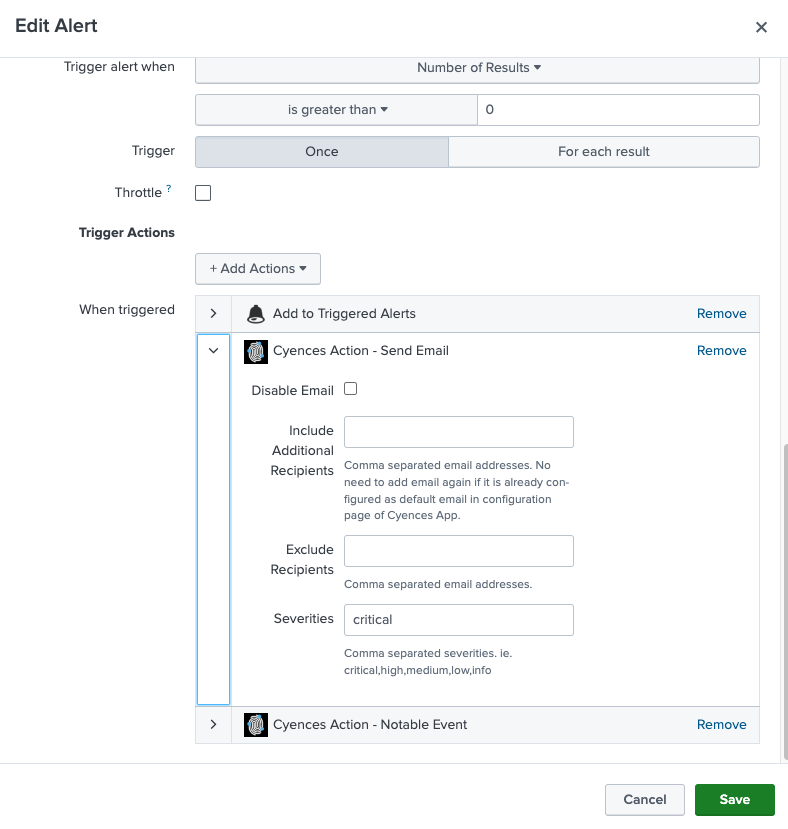 Edit Alert
Trigger alert when
Number of Results
is greater than
0
Trigger
Once
For each result
Throttle ?
Trigger Actions
+ Add Actions
When triggered
Add to Triggered Alerts
Remove
Cyences Action - Send Email
Remove
Disable Email
Include
Additional
Recipients
Comma separated email addresses. No
need to add email again if it is already con-
figured as default email in configuration
page of Cyences App.
Exclude
Recipients
Comma separated email addresses.
Severities
critical
Comma separated severities. ie.
critical,high,medium,low,info
Cyences Action - Notable Event
Remove
Cancel
Save